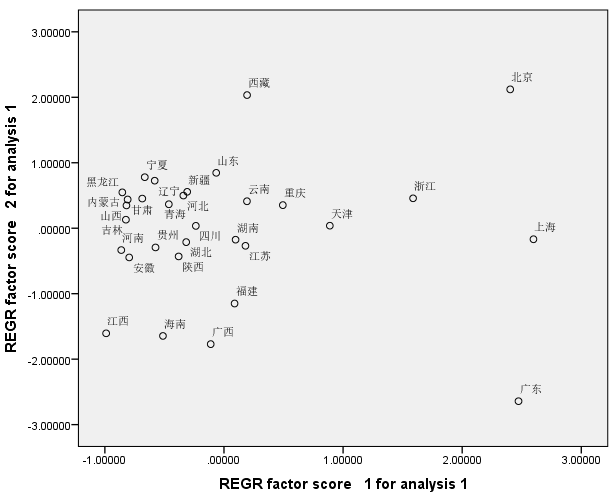 3.00000
2.00000
1.00000
.00000
-1.00000
-2.00000
-3.00000
REGR factor score 2 for analysis 1
西藏
北京
宁夏
山东
黑龙江
辽宁
新疆
浙江
内蒙古
云南
重庆
甘肃
青海
河北
山西
天津
吉林
河南
贵州
四川
湖南
上海
安徽
湖北
江苏
陕西
福建
江西
海南
广西
广东
-1.00000
.00000
1.00000
2.00000
3.00000
REGR factor score 1 for analysis 1